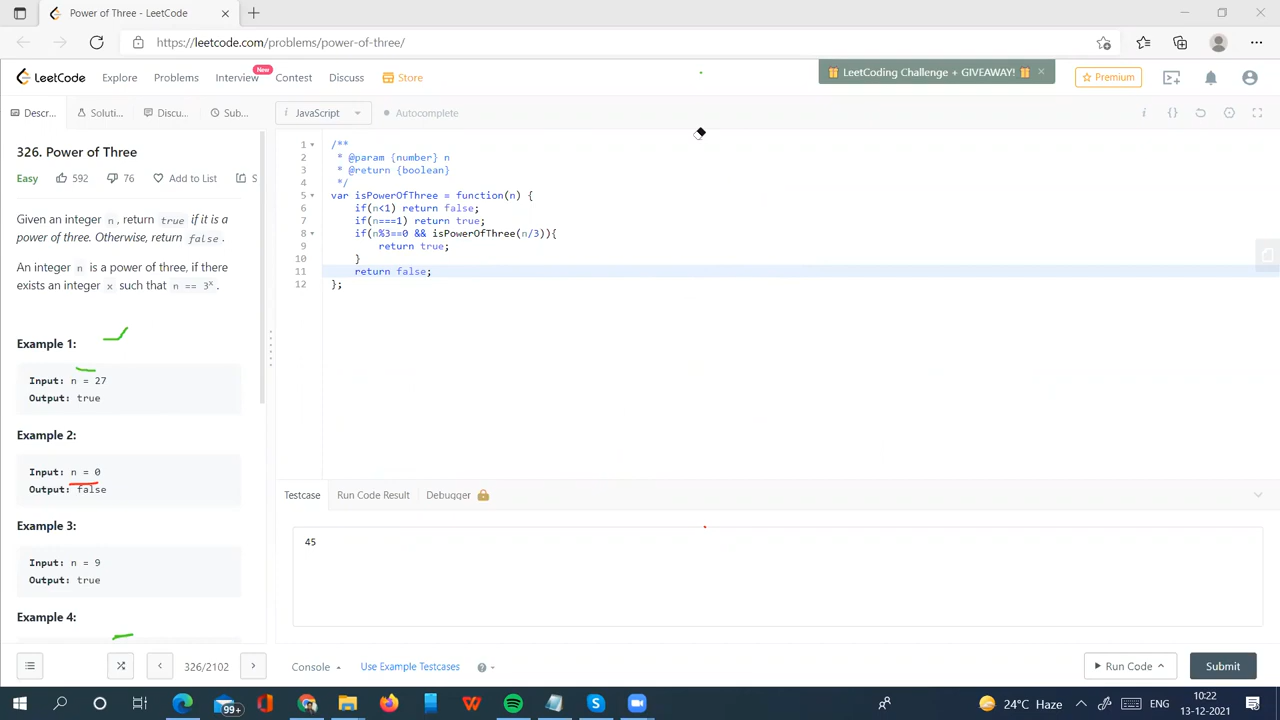 Power of Three - LeetCode
https://leetcode.com/problems/power-of-three/
LeetCode Explore Problems Interview New Contest Discuss Store LeetCoding Challenge + GIVEAWAY! Premium
Descr... Soluti... Discu... Sub... i JavaScript Autocomplete
326. Power of Three
Easy 592 76 Add to List S
Given an integer n, return true if it is a
power of three. Otherwise, return false.
An integer n is a power of three, if there
exists an integer x such that n == 3ˣ.
Example 1:
Input: n = 27
Output: true
Example 2:
Input: n = 0
Output: false
Example 3:
Input: n = 9
Output: true
Example 4:
1 /**
2 * @param {number} n
3 * @return {boolean}
4 */
5 var isPowerOfThree = function(n) {
6 if(n<1) return false;
7 if(n===1) return true;
8 if(n%3==0 && isPowerOfThree(n/3)){
9 return true;
10 }
11 return false;
12 };
Testcase Run Code Result Debugger
45
326/2102 Console Use Example Testcases Run Code Submit
99+ 24°C Haze ENG 10:22
13-12-2021